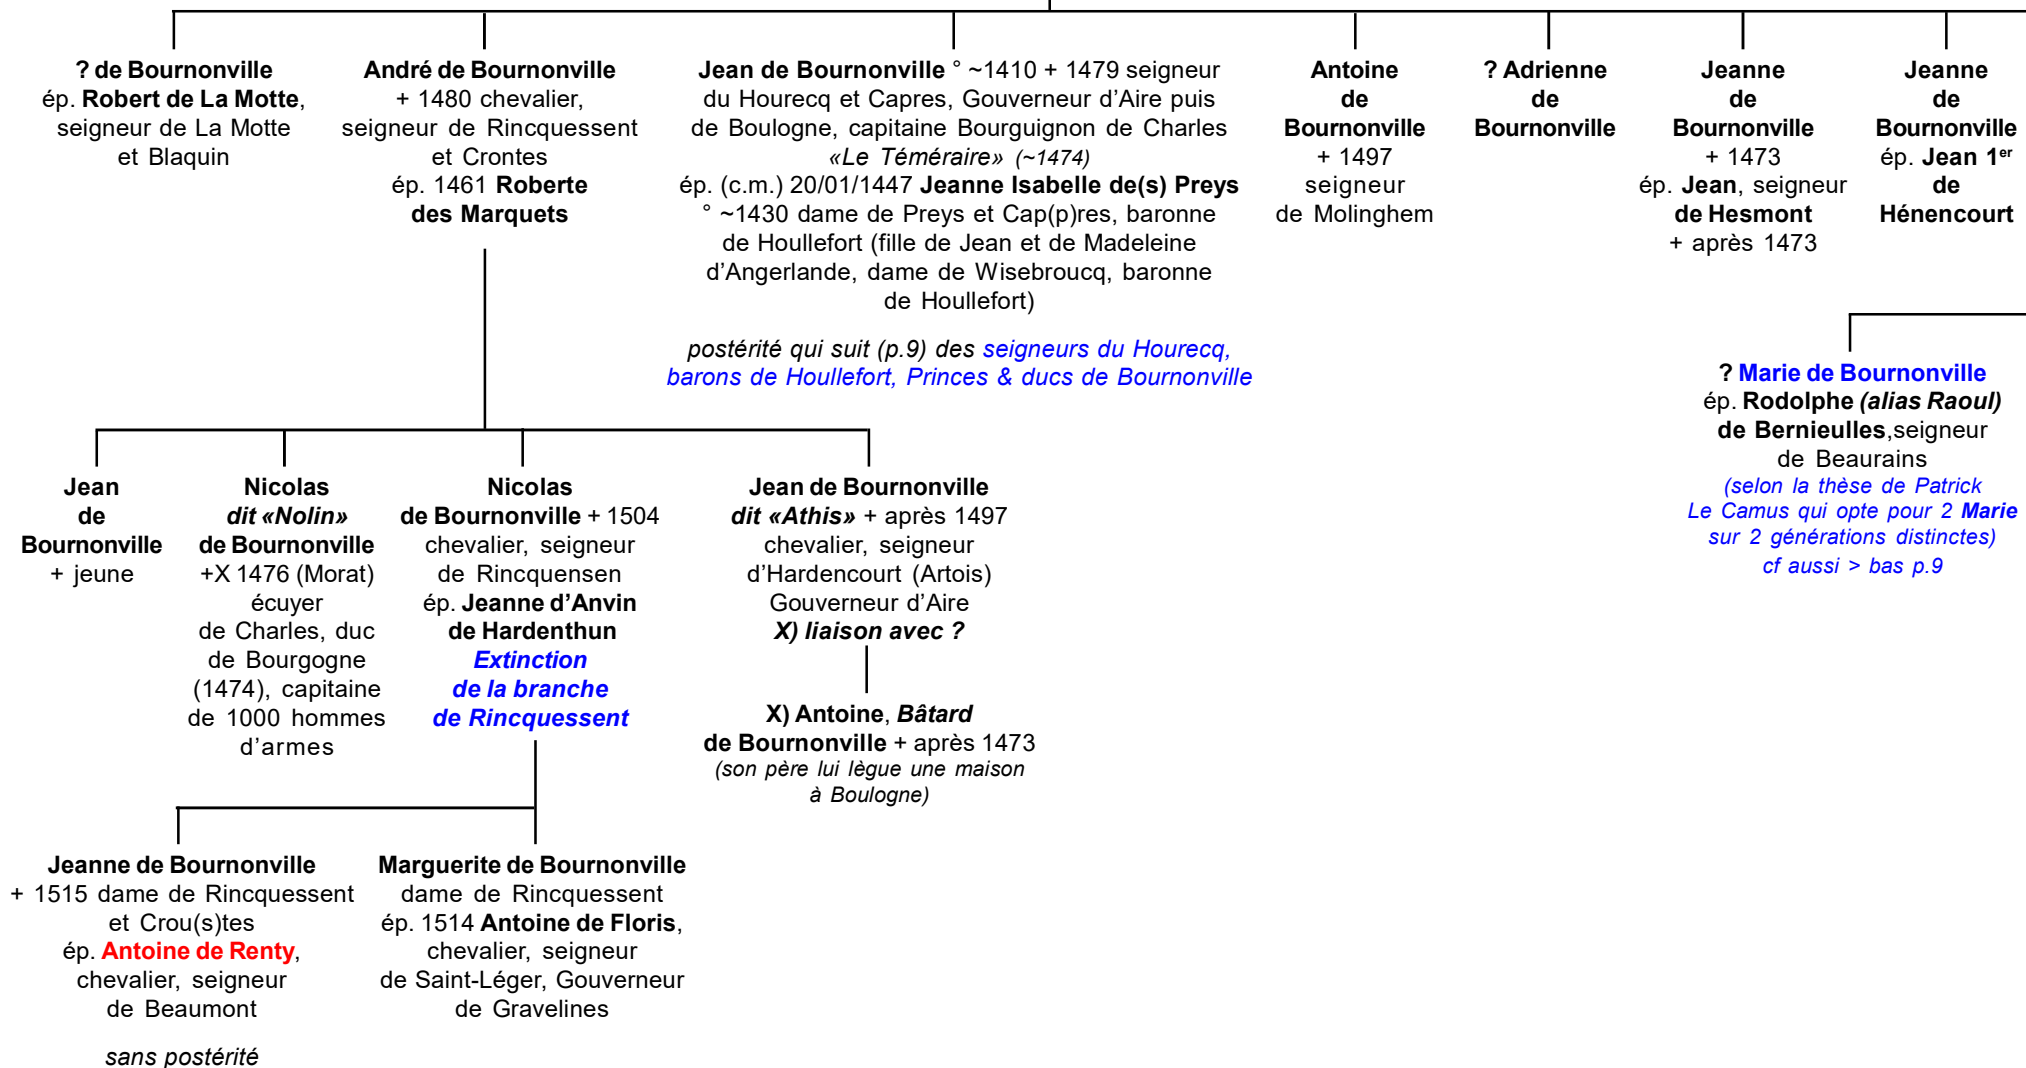 ? de Bournonville
ép. Robert de La Motte,
seigneur de La Motte
et Blaquin
André de Bournonville
+ 1480 chevalier,
seigneur de Rincquessent
et Crontes
ép. 1461 Roberte
des Marquets
Jean de Bournonville ° ~1410 + 1479 seigneur
du Hourecq et Capres, Gouverneur d’Aire puis
de Boulogne, capitaine Bourguignon de Charles
«Le Téméraire» (~1474)
ép. (c.m.) 20/01/1447 Jeanne Isabelle de(s) Preys
° ~1430 dame de Preys et Cap(p)res, baronne
de Houllefort (fille de Jean et de Madeleine
d’Angerlande, dame de Wisebroucq, baronne
de Houllefort)
postérité qui suit (p.9) des seigneurs du Hourecq,
barons de Houllefort, Princes & ducs de Bournonville
Antoine
de
Bournonville
+ 1497
seigneur
de Molinghem
? Adrienne
de
Bournonville
Jeanne
de
Bournonville
+ 1473
ép. Jean, seigneur
de Hesmont
+ après 1473
Jeanne
de
Bournonville
ép. Jean 1er
de
Hénencourt
? Marie de Bournonville
ép. Rodolphe (alias Raoul)
de Bernieulles,seigneur
de Beaurains
(selon la thèse de Patrick
Le Camus qui opte pour 2 Marie
sur 2 générations distinctes)
cf aussi > bas p.9
Jean
de
Bournonville
+ jeune
Nicolas
dit «Nolin»
de Bournonville
+X 1476 (Morat)
écuyer
de Charles, duc
de Bourgogne
(1474), capitaine
de 1000 hommes
d’armes
Nicolas
de Bournonville + 1504
chevalier, seigneur
de Rincquensen
ép. Jeanne d’Anvin
de Hardenthun
Extinction
de la branche
de Rincquessent
Jean de Bournonville
dit «Athis» + après 1497
chevalier, seigneur
d’Hardencourt (Artois)
Gouverneur d’Aire
X) liaison avec ?
X) Antoine, Bâtard
de Bournonville + après 1473
(son père lui lègue une maison
à Boulogne)
Jeanne de Bournonville
+ 1515 dame de Rincquessent
et Crou(s)tes
ép. Antoine de Renty,
chevalier, seigneur
de Beaumont
sans postérité
Marguerite de Bournonville
dame de Rincquessent
ép. 1514 Antoine de Floris,
chevalier, seigneur
de Saint-Léger, Gouverneur
de Gravelines